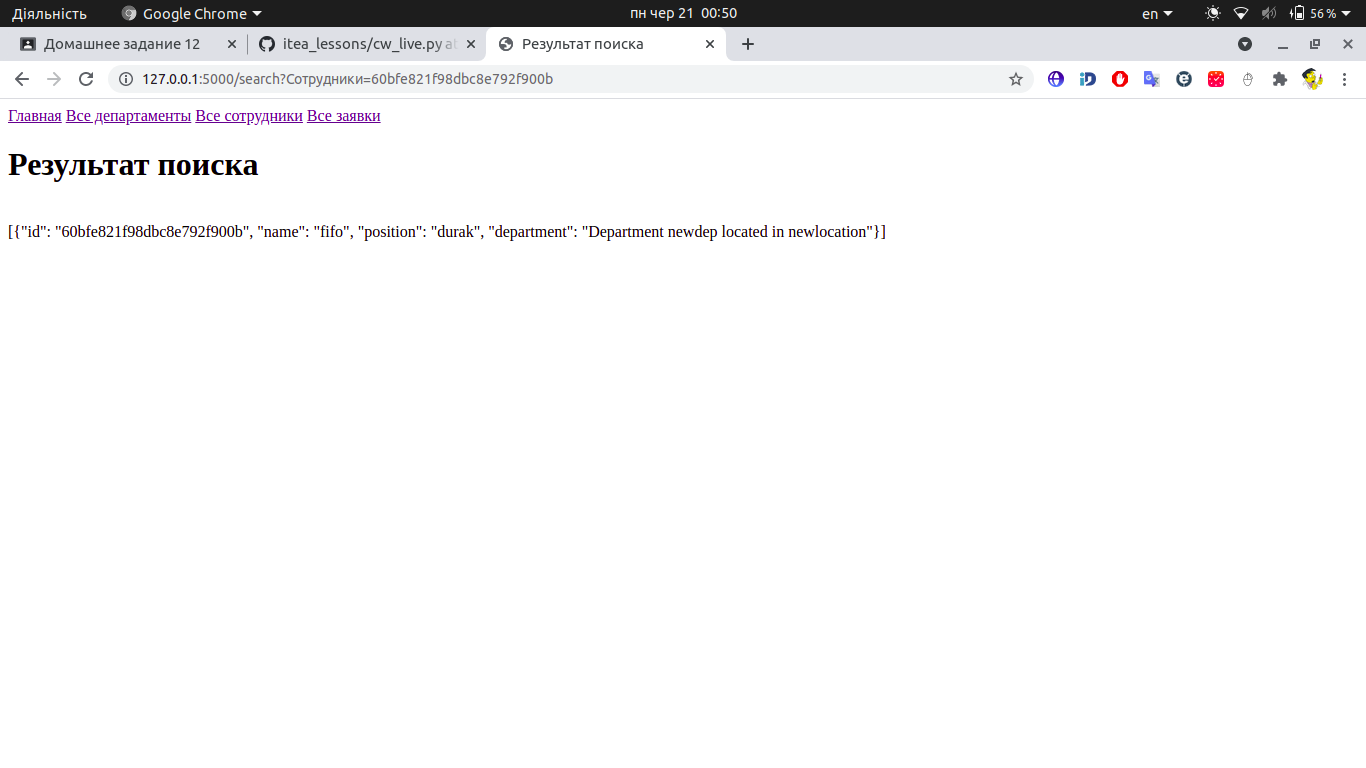 Діяльність Google Chrome пн чер 21 00:50 en 56 %
Домашнее задание 12 itea_lessons/cw_live.py at Результат поиска
127.0.0.1:5000/search?Сотрудники=60bfe821f98dbc8e792f900b
Главная Все департаменты Все сотрудники Все заявки
Результат поиска
[{"id": "60bfe821f98dbc8e792f900b", "name": "fifo", "position": "durak", "department": "Department newdep located in newlocation"}]